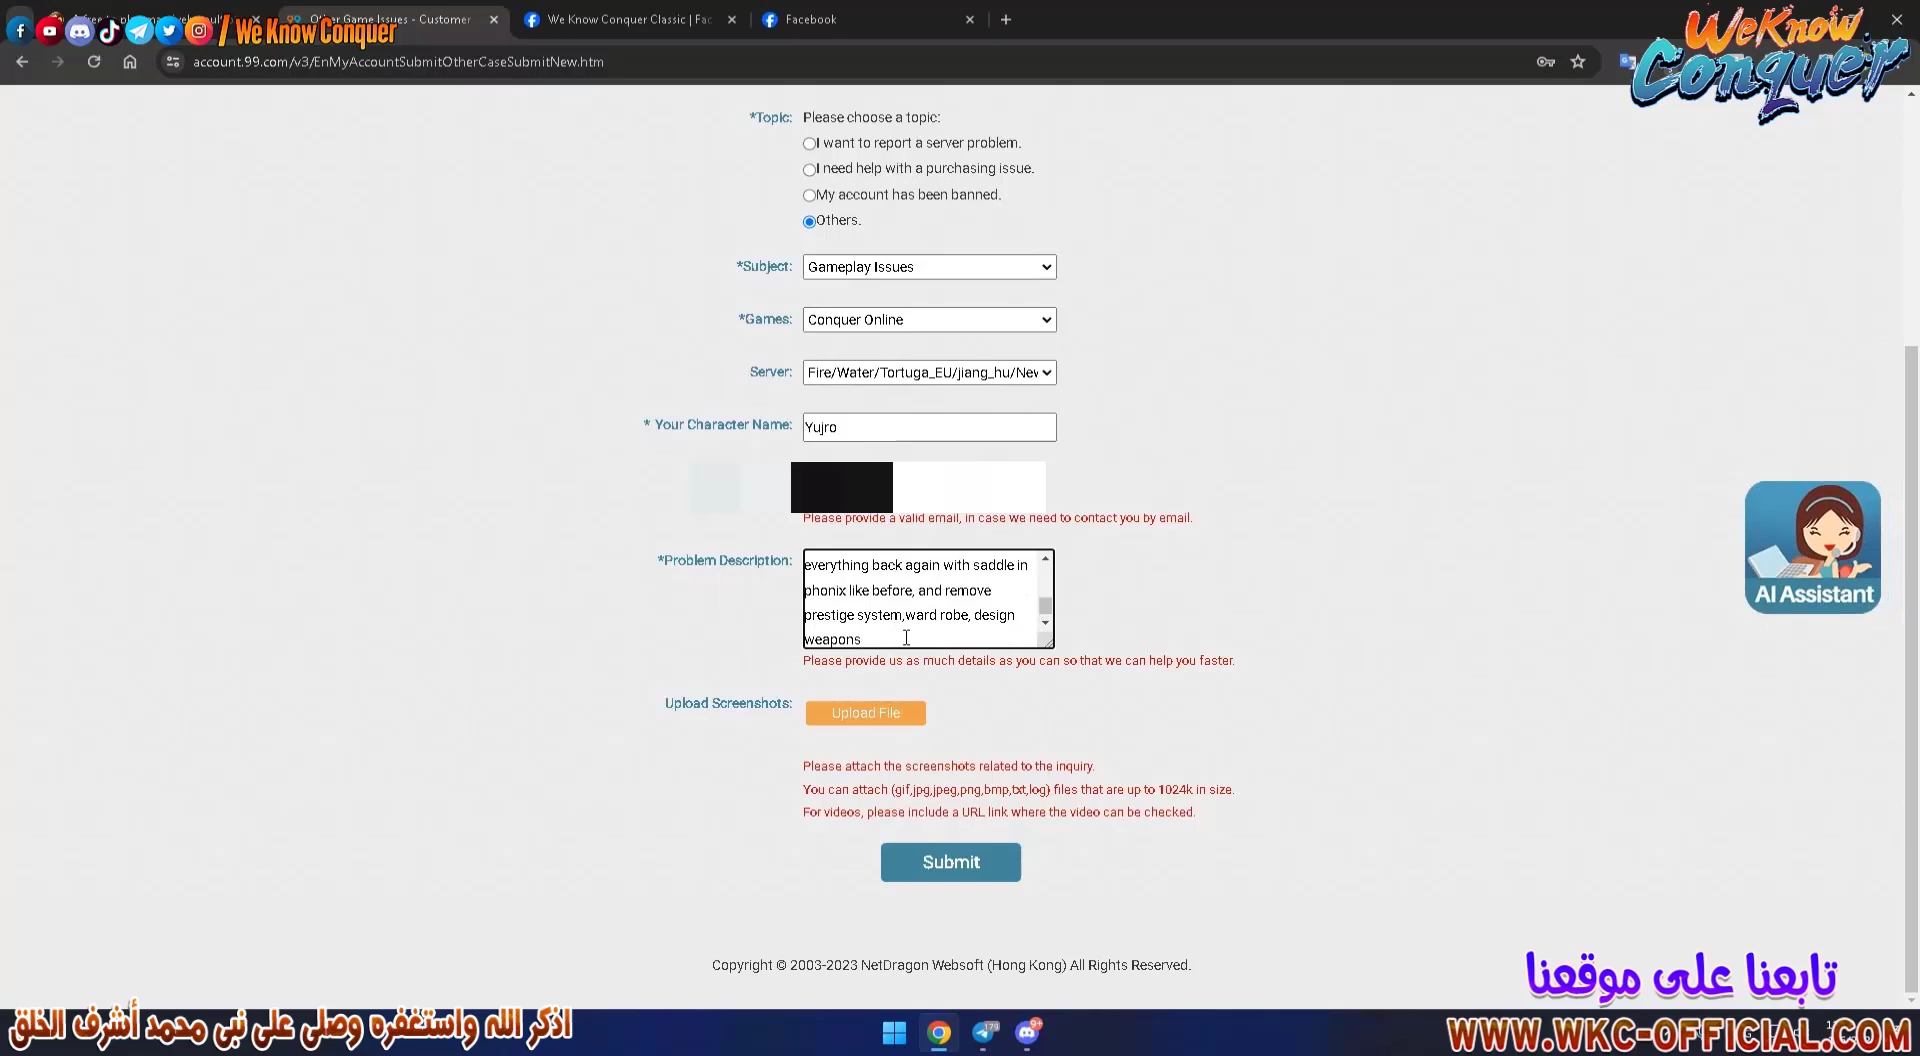 Other Game Issues - Customer
We Know Conquer Classic | Fac
Facebook
/ We Know Conquer
WeKnow
Conquer
account.99.com/v3/EnMyAccountSubmitOtherCaseSubmitNew.htm
*Topic: Please choose a topic:
I want to report a server problem.
I need help with a purchasing issue.
My account has been banned.
Others.
*Subject: Gameplay Issues
*Games: Conquer Online
Server: Fire/Water/Tortuga_EU/jiang_hu/Nev
* Your Character Name: Yujro
Please provide a valid email, in case we need to contact you by email.
*Problem Description: everything back again with saddle in
phonix like before, and remove
prestige system,ward robe, design
weapons
Please provide us as much details as you can so that we can help you faster.
AI Assistant
Upload Screenshots: Upload File
Please attach the screenshots related to the inquiry.
You can attach (gif,jpg,jpeg,png,bmp,txt,log) files that are up to 1024k in size.
For videos, please include a URL link where the video can be checked.
Submit
Copyright © 2003-2023 NetDragon Websoft (Hong Kong) All Rights Reserved.
تابعنا على موقعنا
اذكر الله واستغفره وصلى على نبى محمد أشرف الخلق
179
9+
WWW.WKC-OFFICIAL.COM